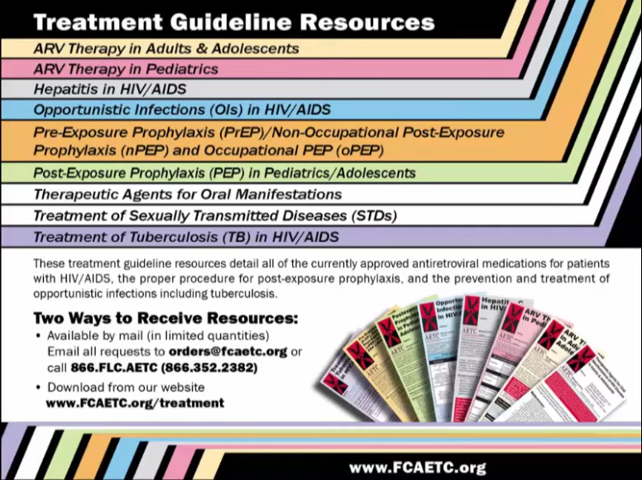 Treatment Guideline Resources
ARV Therapy in Adults & Adolescents
ARV Therapy in Pediatrics
Hepatitis in HIV/AIDS
Opportunistic Infections (OIs) in HIV/AIDS
Pre-Exposure Prophylaxis (PrEP)/Non-Occupational Post-Exposure
Prophylaxis (nPEP) and Occupational PEP (oPEP)
Post-Exposure Prophylaxis (PEP) in Pediatrics/Adolescents
Therapeutic Agents for Oral Manifestations
Treatment of Sexually Transmitted Diseases (STDs)
Treatment of Tuberculosis (TB) in HIV/AIDS
These treatment guideline resources detail all of the currently approved antiretroviral medications for patients
with HIV/AIDS, the proper procedure for post-exposure prophylaxis, and the prevention and treatment of
opportunistic infections including tuberculosis.
Two Ways to Receive Resources:
• Available by mail (in limited quantities)
Email all requests to orders@fcaetc.org or
call 866.FLC.AETC (866.352.2382)
• Download from our website
www.FCAETC.org/treatment
www.FCAETC.org